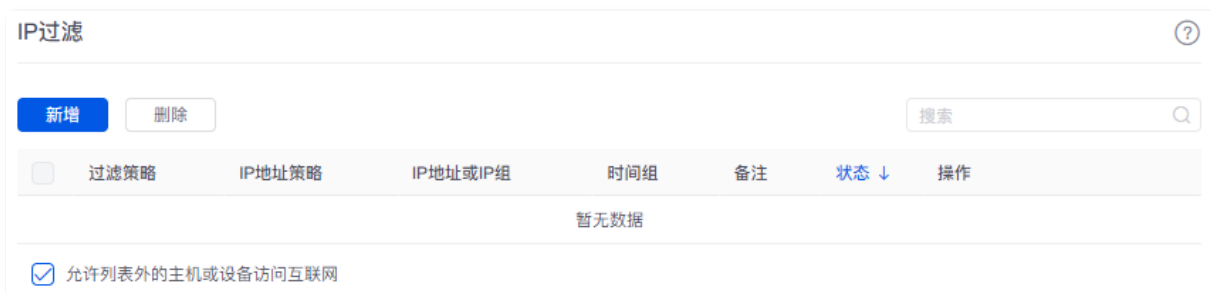 IP过滤
新增 删除 搜索
过滤策略 IP地址策略 IP地址或IP组 时间组 备注 状态 ↓ 操作
暂无数据
允许列表外的主机或设备访问互联网